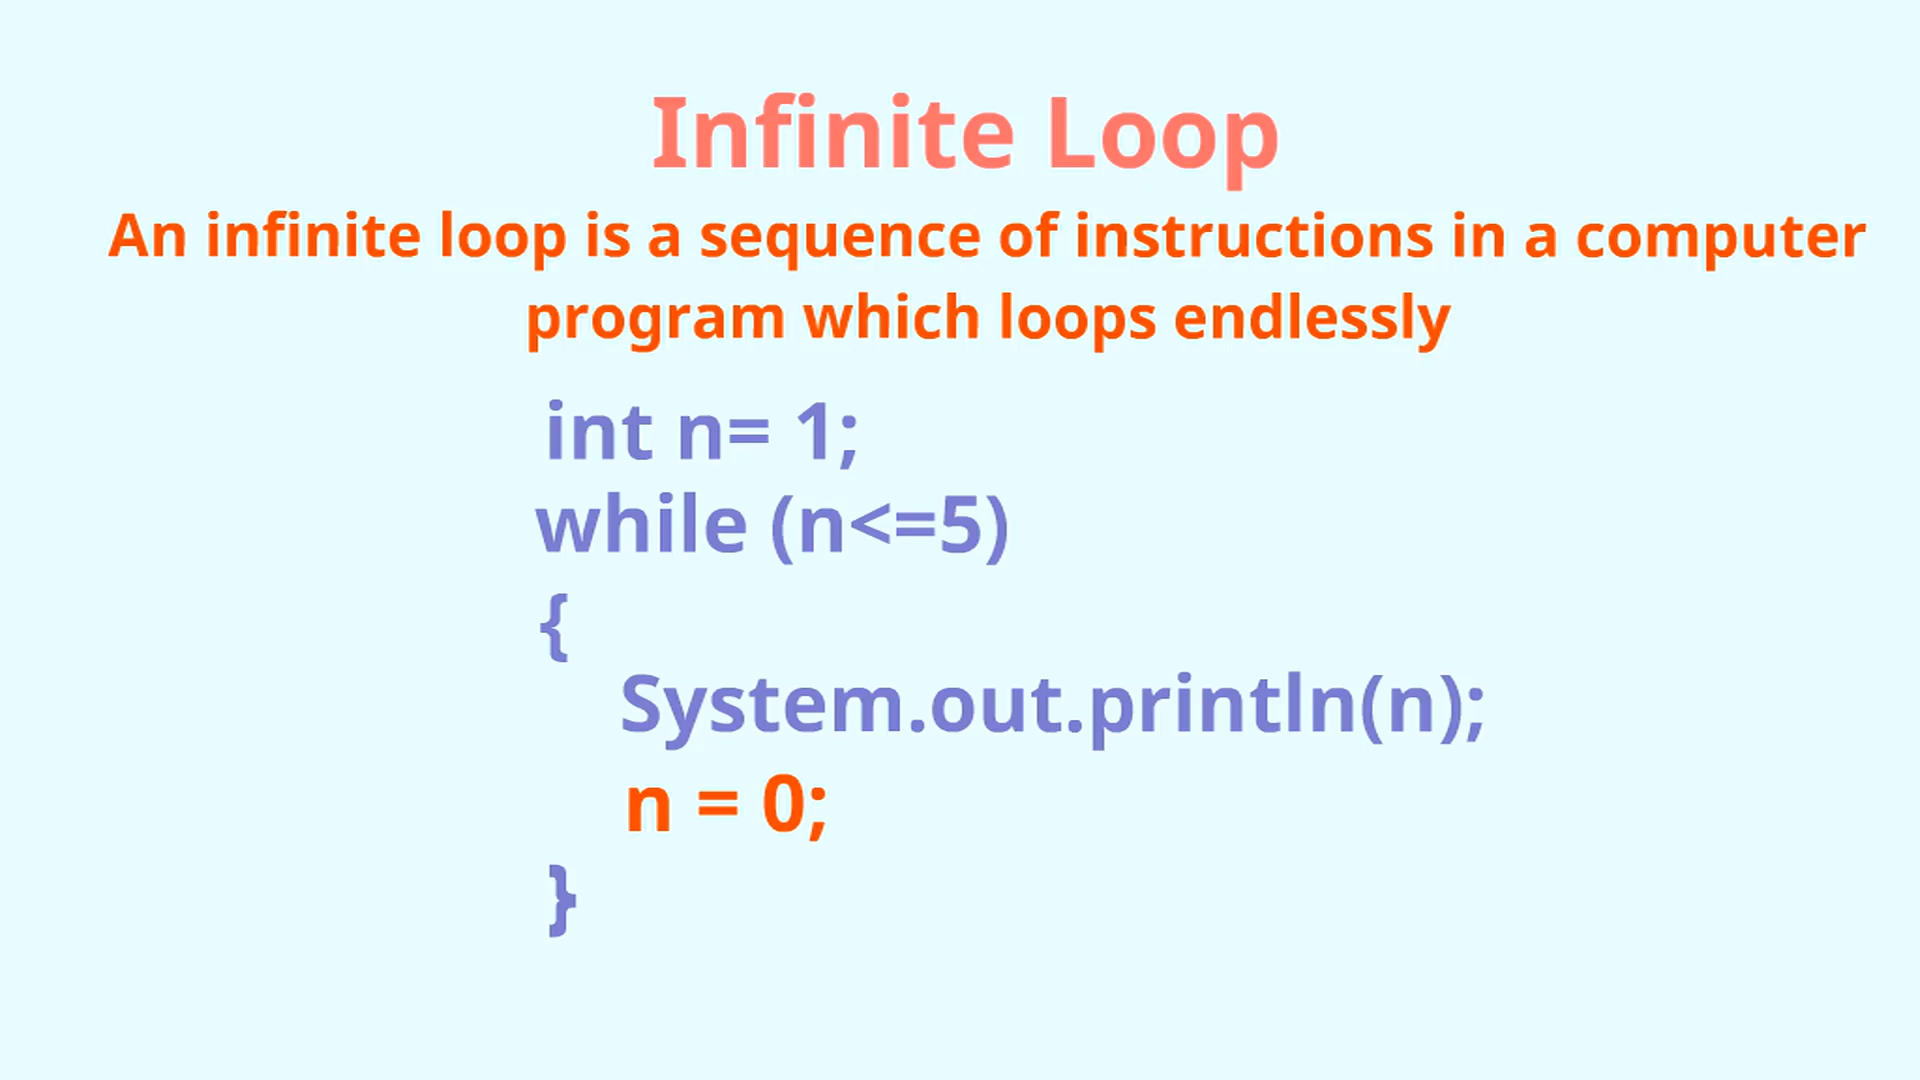 Infinite Loop
An infinite loop is a sequence of instructions in a computer
program which loops endlessly
int n= 1;
while (n<=5)
{
System.out.println(n);
n = 0;
}